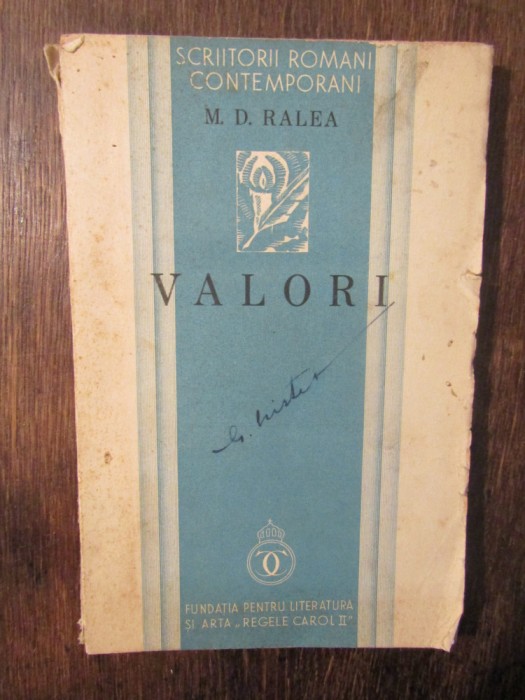 SCRIITORII ROMANI
CONTEMPORANI
M. D. RALEA
VALORI
FUNDAȚIA PENTRU LITERATURA
ȘI ARTA „REGELE CAROL II"